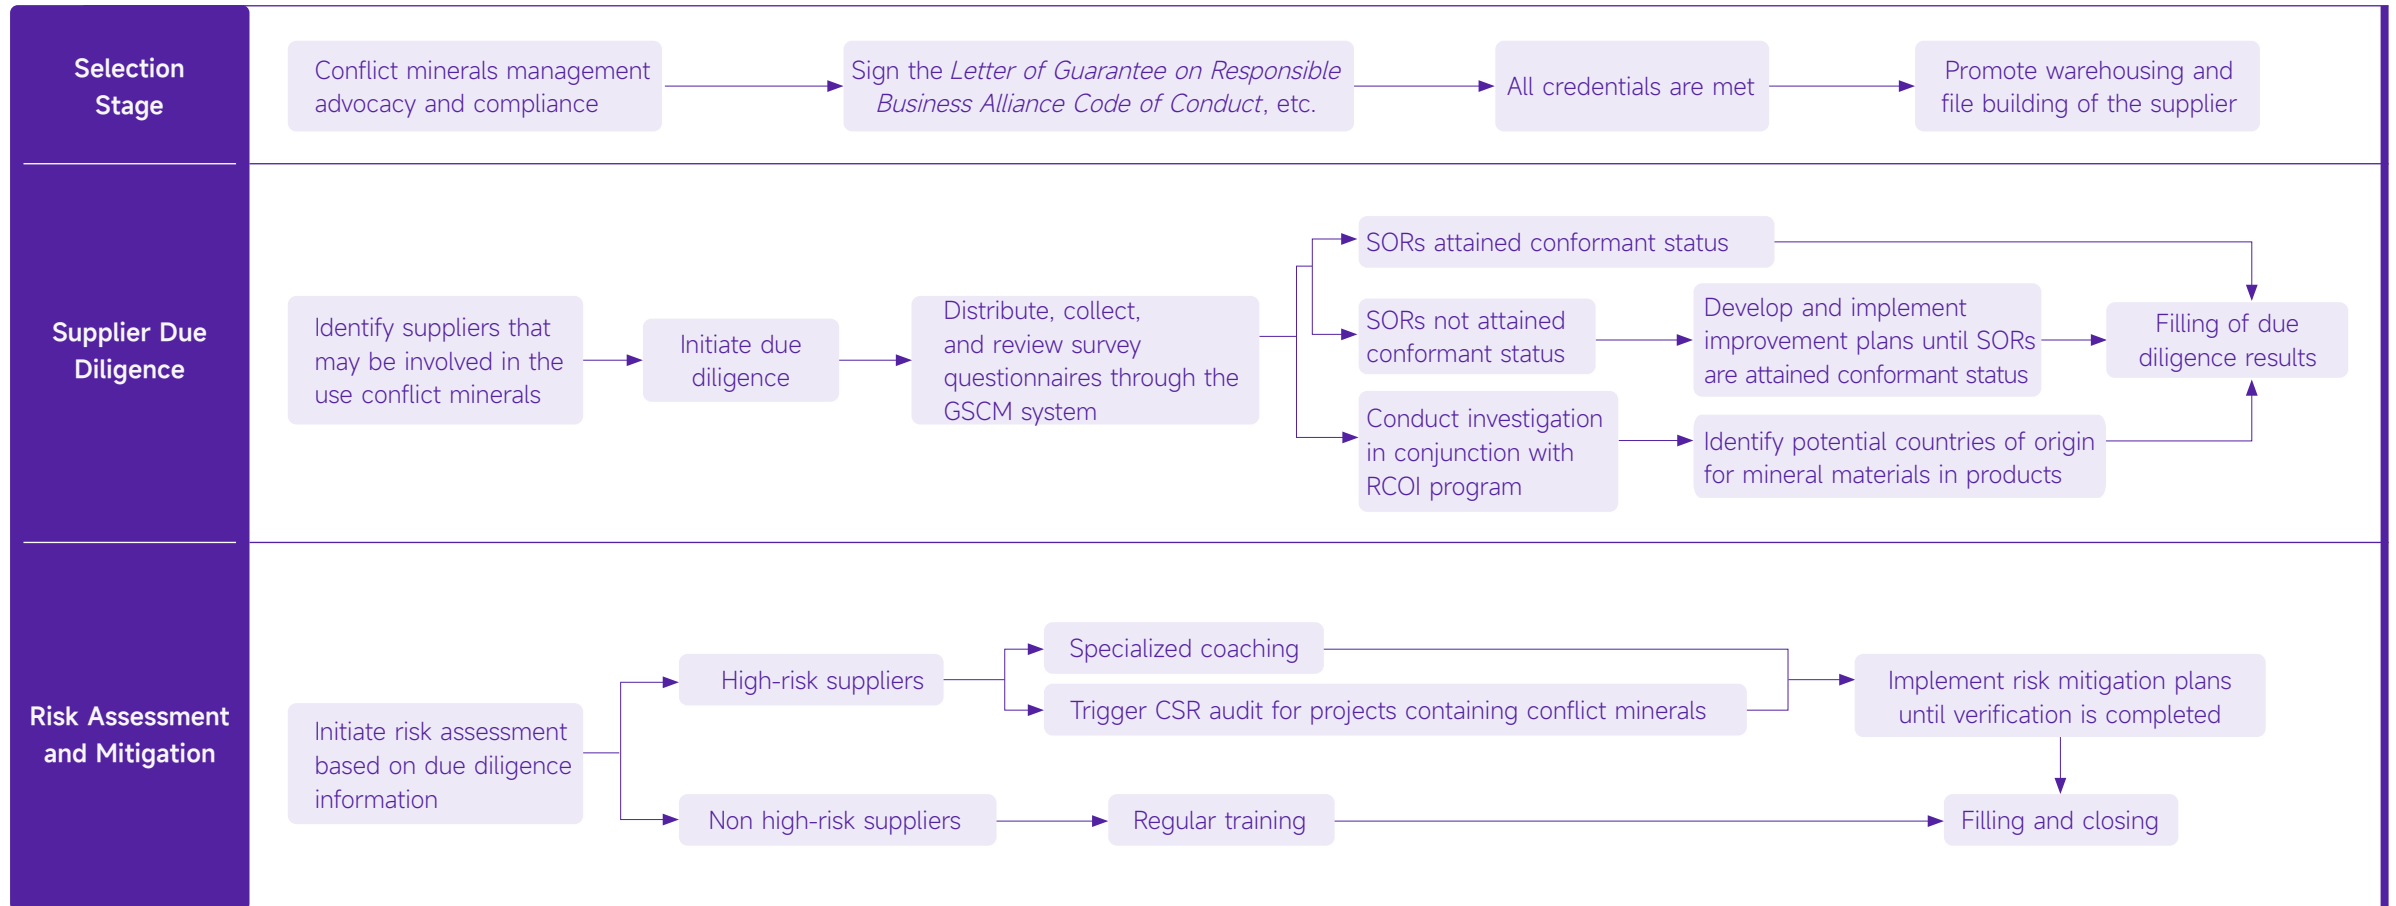 Selection
Stage
Conflict minerals management
advocacy and compliance
Sign the Letter of Guarantee on Responsible
Business Alliance Code of Conduct, etc.
All credentials are met
Promote warehousing and
file building of the supplier
Supplier Due
Diligence
Identify suppliers that
may be involved in the
use conflict minerals
Initiate due
diligence
Distribute, collect,
and review survey
questionnaires through the
GSCM system
SORs attained conformant status
SORs not attained
conformant status
Develop and implement
improvement plans until SORs
are attained conformant status
Conduct investigation
in conjunction with
RCOI program
Identify potential countries of origin
for mineral materials in products
Filling of due
diligence results
Risk Assessment
and Mitigation
Initiate risk assessment
based on due diligence
information
High-risk suppliers
Specialized coaching
Trigger CSR audit for projects containing conflict minerals
Implement risk mitigation plans
until verification is completed
Non high-risk suppliers
Regular training
Filling and closing